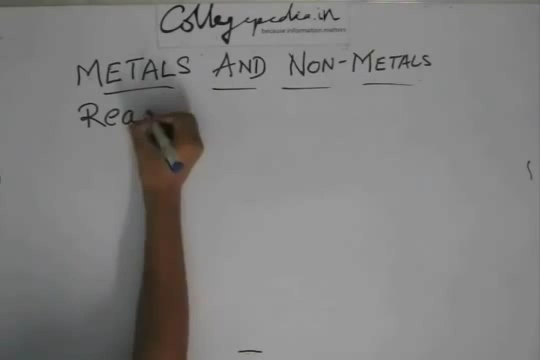 Collegepedia.in
because information matters
METALS AND NON-METALS
Rea